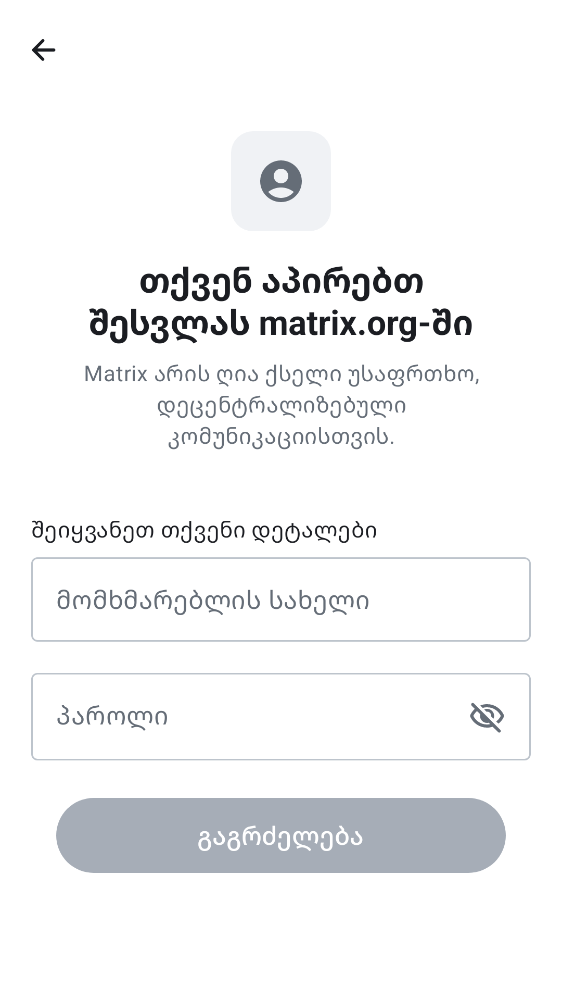 თქვენ აპირებთ
შესვლას matrix.org-ში
Matrix არის ღია ქსელი უსაფრთხო,
დეცენტრალიზებული
კომუნიკაციისთვის.
შეიყვანეთ თქვენი დეტალები
მომხმარებლის სახელი
პაროლი
გაგრძელება